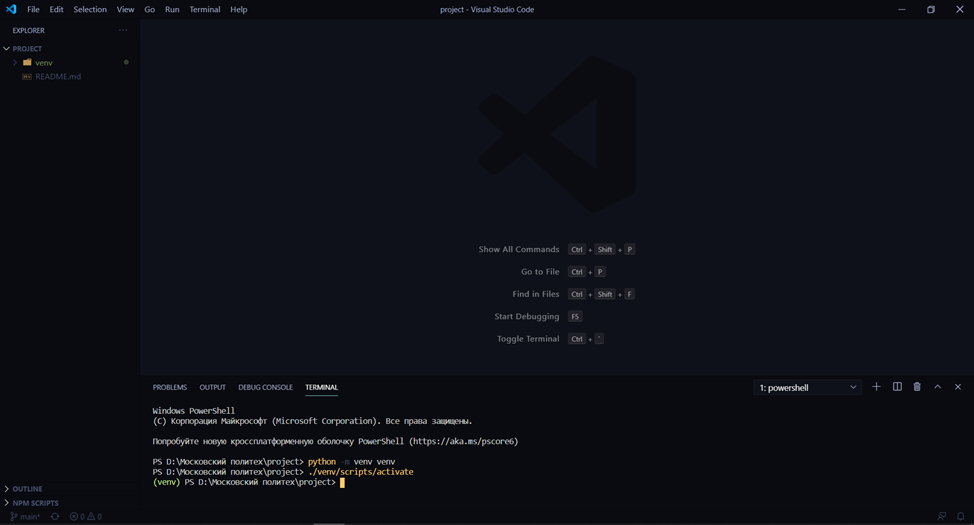 File Edit Selection View Go Run Terminal Help project - Visual Studio Code
EXPLORER ...
PROJECT
venv
README.md
Show All Commands Ctrl + Shift + P
Go to File Ctrl + P
Find in Files Ctrl + Shift + F
Start Debugging F5
Toggle Terminal Ctrl + `
PROBLEMS OUTPUT DEBUG CONSOLE TERMINAL 1: powershell
Windows PowerShell
(C) Корпорация Майкрософт (Microsoft Corporation). Все права защищены.
Попробуйте новую кроссплатформенную оболочку PowerShell (https://aka.ms/pscore6)
PS D:\Московский политех\project> python -m venv venv
PS D:\Московский политех\project> ./venv/scripts/activate
(venv) PS D:\Московский политех\project>
OUTLINE
NPM SCRIPTS
main* 0 0